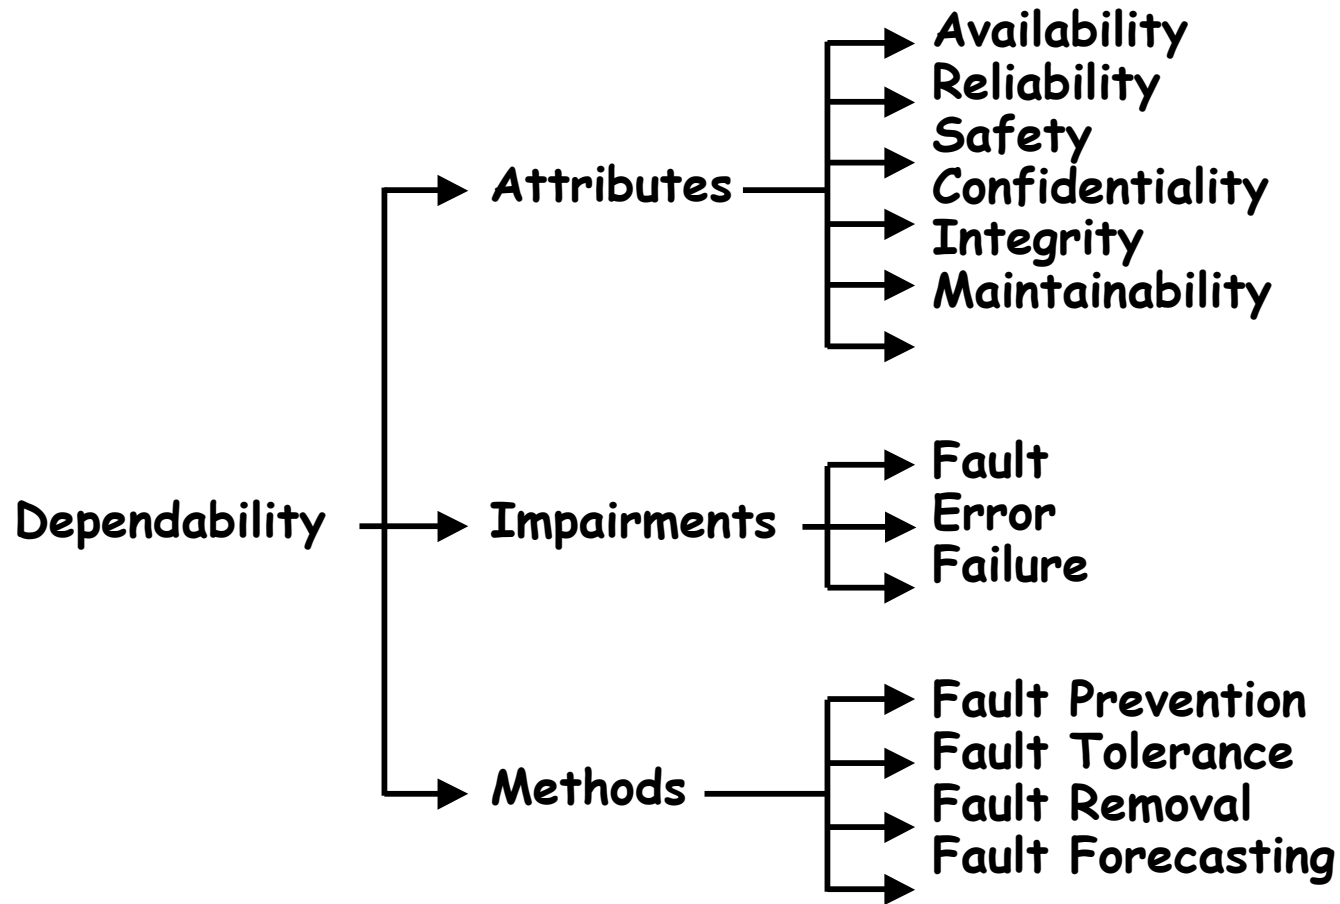 Availability
Reliability
Safety
Confidentiality
Integrity
Maintainability
Attributes
Fault
Error
Failure
Dependability
Impairments
Fault Prevention
Fault Tolerance
Fault Removal
Fault Forecasting
Methods